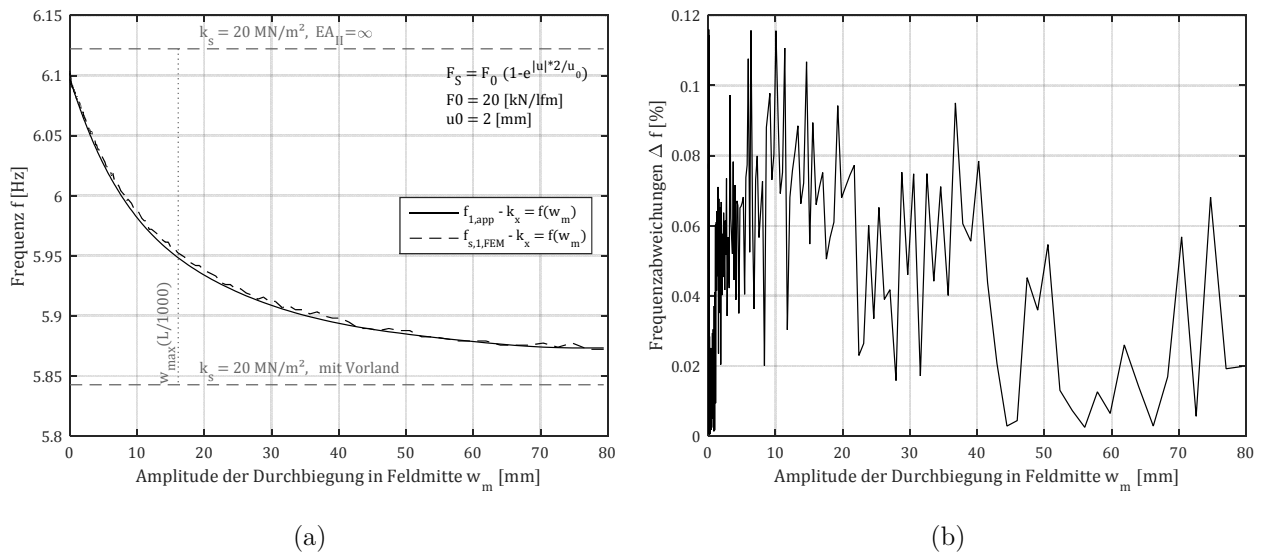 6.15
6.1
6.05
6
5.95
5.9
5.85
5.8
Frequenz f [Hz]
k_s = 20 MN/m², EA_II=∞
F_S = F_0 (1-e^|u|*2/u_0)
F0 = 20 [kN/lfm]
u0 = 2 [mm]
f_1,app - k_x = f(w_m)
f_s,1,FEM - k_x = f(w_m)
w_max(L/1000)
k_s = 20 MN/m², mit Vorland
0 10 20 30 40 50 60 70 80
Amplitude der Durchbiegung in Feldmitte w_m [mm]
(a)
0.12
0.1
0.08
0.06
0.04
0.02
0
Frequenzabweichungen Δ f [%]
0 10 20 30 40 50 60 70 80
Amplitude der Durchbiegung in Feldmitte w_m [mm]
(b)